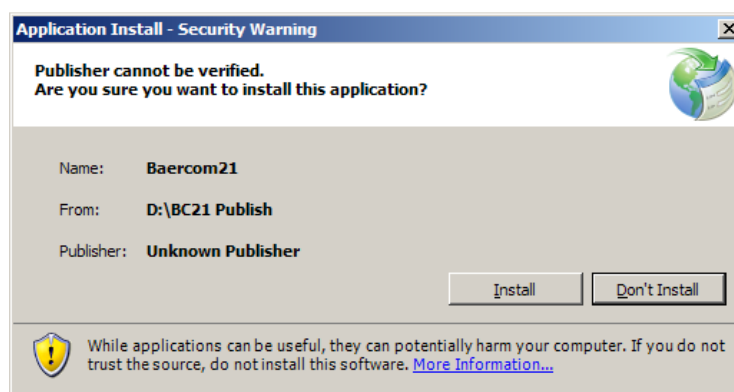 Application Install - Security Warning
Publisher cannot be verified.
Are you sure you want to install this application?
Name: Baercom21
From: D:\BC21 Publish
Publisher: Unknown Publisher
Install Don't Install
While applications can be useful, they can potentially harm your computer. If you do not
trust the source, do not install this software. More Information...